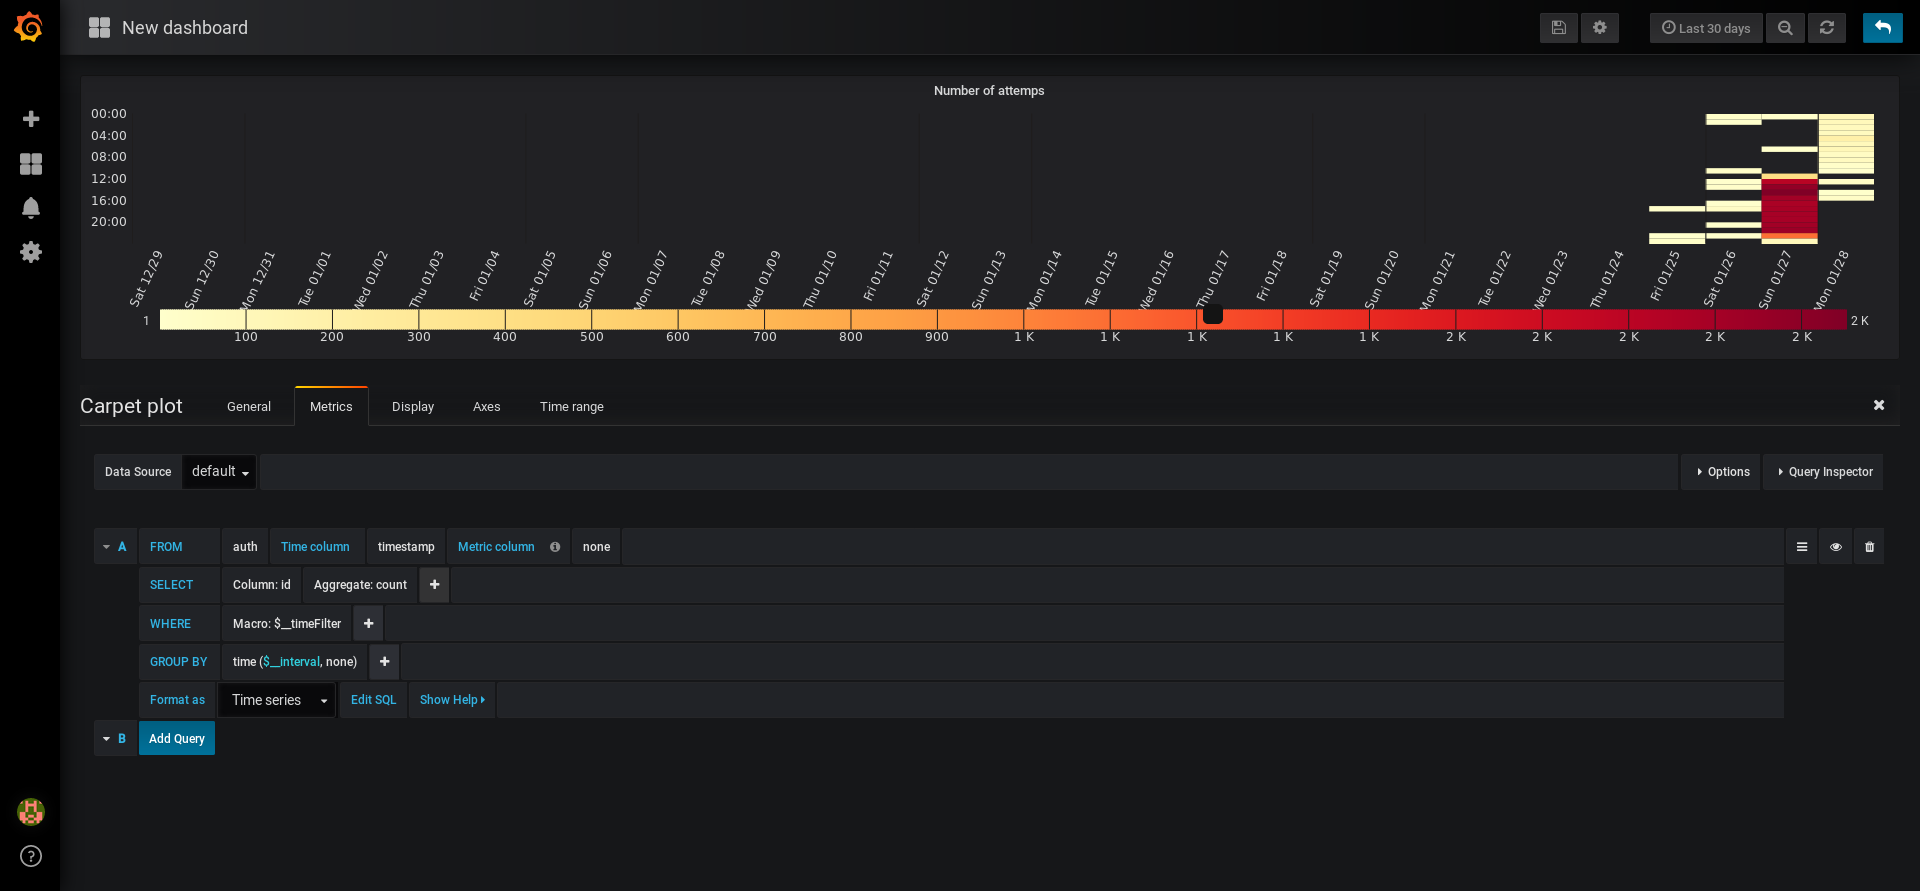 New dashboard
Last 30 days
Number of attemps
00:00
04:00
08:00
12:00
16:00
20:00
Sat 12/29 Sun 12/30 Mon 12/31 Tue 01/01 Wed 01/02 Thu 01/03 Fri 01/04 Sat 01/05 Sun 01/06 Mon 01/07 Tue 01/08 Wed 01/09 Thu 01/10 Fri 01/11 Sat 01/12 Sun 01/13 Mon 01/14 Tue 01/15 Wed 01/16 Thu 01/17 Fri 01/18 Sat 01/19 Sun 01/20 Mon 01/21 Tue 01/22 Wed 01/23 Thu 01/24 Fri 01/25 Sat 01/26 Sun 01/27 Mon 01/28
1 2 K
100 200 300 400 500 600 700 800 900 1 K 1 K 1 K 1 K 1 K 2 K 2 K 2 K 2 K 2 K
Carpet plot General Metrics Display Axes Time range
Data Source default Options Query Inspector
A FROM auth Time column timestamp Metric column none
SELECT Column: id Aggregate: count +
WHERE Macro: $__timeFilter +
GROUP BY time ($__interval, none) +
Format as Time series Edit SQL Show Help
B Add Query